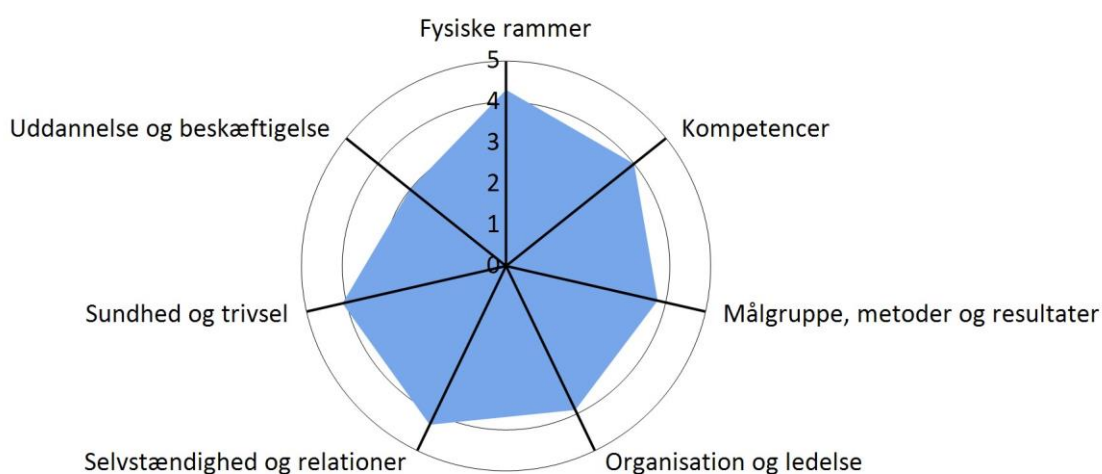 Fysiske rammer
5
4
3
2
1
0
Uddannelse og beskæftigelse
Kompetencer
Sundhed og trivsel
Målgruppe, metoder og resultater
Selvstændighed og relationer
Organisation og ledelse